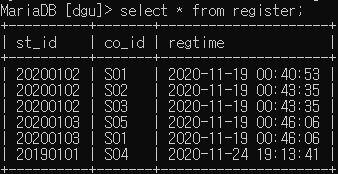 MariaDB [dgu]> select * from register;
+----------+-------+---------------------+
| st_id | co_id | regtime |
+----------+-------+---------------------+
| 20200102 | S01 | 2020-11-19 00:40:53 |
| 20200102 | S02 | 2020-11-19 00:43:35 |
| 20200102 | S03 | 2020-11-19 00:43:35 |
| 20200103 | S05 | 2020-11-19 00:46:06 |
| 20200103 | S01 | 2020-11-19 00:46:06 |
| 20190101 | S04 | 2020-11-24 19:13:41 |
+----------+-------+---------------------+